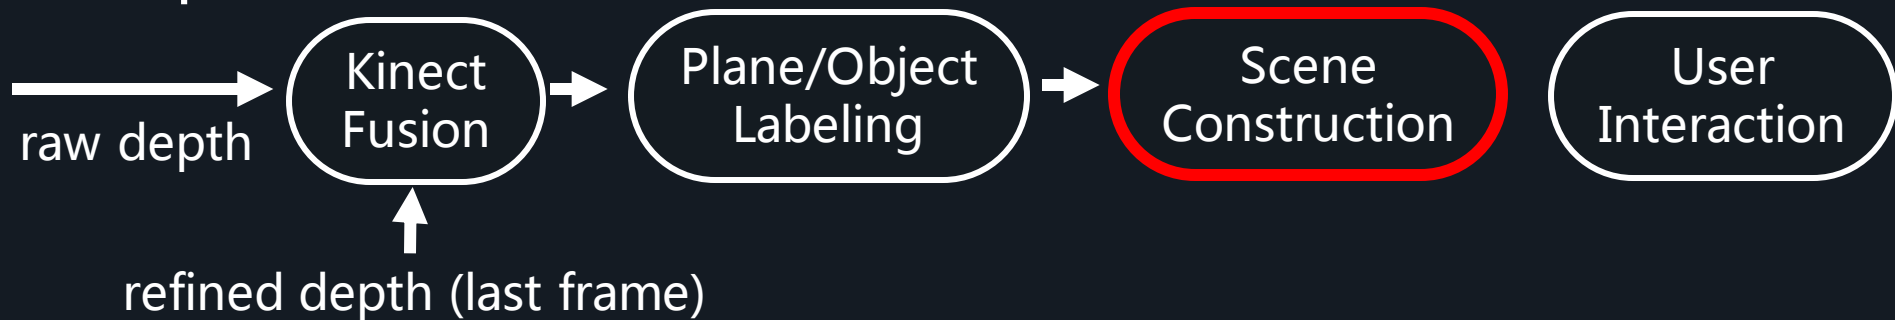 Kinect
Fusion
Plane/Object
Labeling
Scene
Construction
User
Interaction
raw depth
refined depth (last frame)